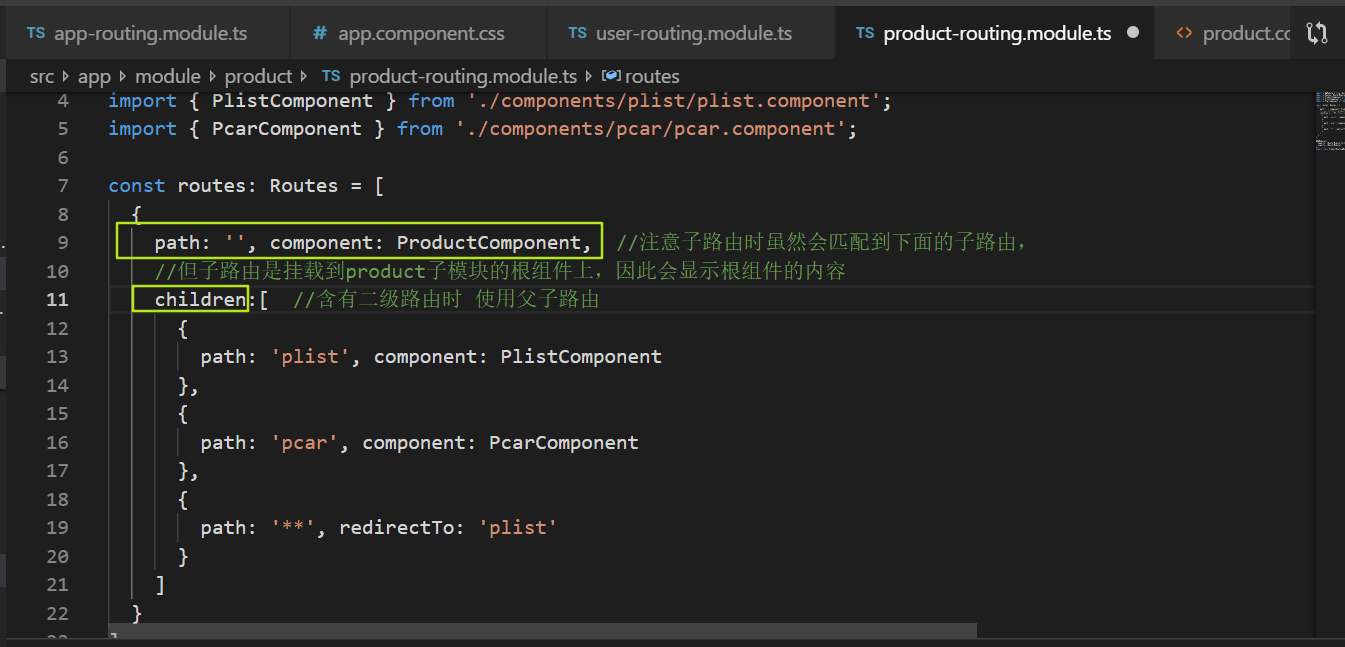 TS app-routing.module.ts # app.component.css TS user-routing.module.ts TS product-routing.module.ts <> product.cc
src app module product TS product-routing.module.ts routes
4 import { PlistComponent } from './components/plist/plist.component';
5 import { PcarComponent } from './components/pcar/pcar.component';
6
7 const routes: Routes = [
8 {
9 path: '', component: ProductComponent, //注意子路由时虽然会匹配到下面的子路由，
10 //但子路由是挂载到product子模块的根组件上，因此会显示根组件的内容
11 children:[ //含有二级路由时 使用父子路由
12 {
13 path: 'plist', component: PlistComponent
14 },
15 {
16 path: 'pcar', component: PcarComponent
17 },
18 {
19 path: '**', redirectTo: 'plist'
20 }
21 ]
22 }